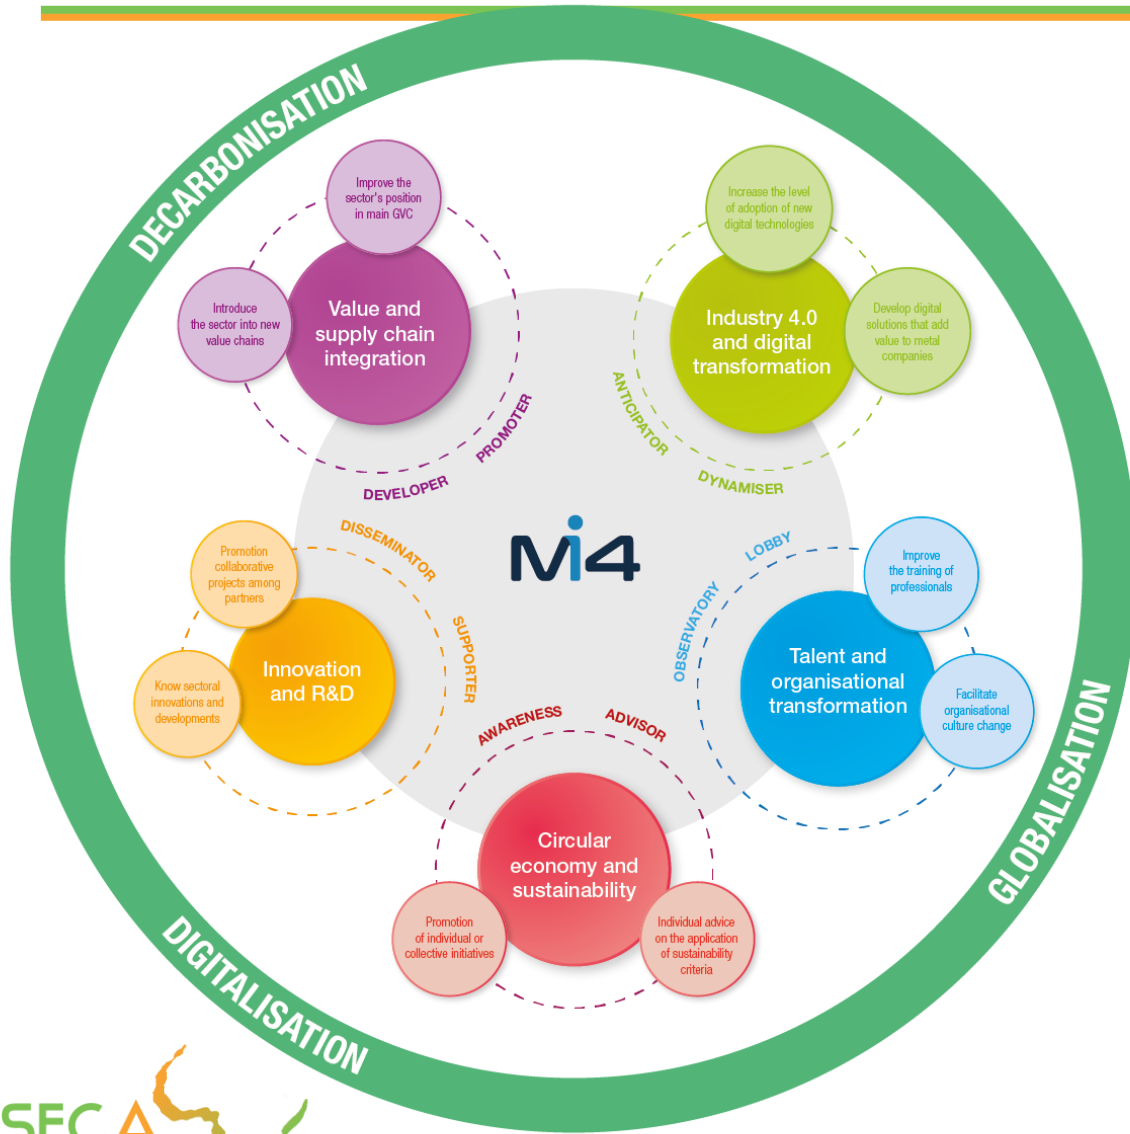 DECARBONISATION
Improve the
sector's position
in main GVC
Introduce
the sector into new
value chains
Value and
supply chain
integration
DEVELOPER
PROMOTER
Increase the level
of adoption of new
digital technologies
Develop digital
solutions that add
value to metal
companies
Industry 4.0
and digital
transformation
ANTICIPATOR
DYNAMISER
Mi4
DISSEMINATOR
SUPPORTER
Promotion
collaborative
projects among
partners
Know sectoral
innovations and
developments
Innovation
and R&D
LOBBY
OBSERVATORY
Improve
the training of
professionals
Facilitate
organisational
culture change
Talent and
organisational
transformation
AWARENESS
ADVISOR
Circular
economy and
sustainability
Promotion
of individual or
collective initiatives
Individual advice
on the application
of sustainability
criteria
GLOBALISATION
DIGITALISATION
SECA